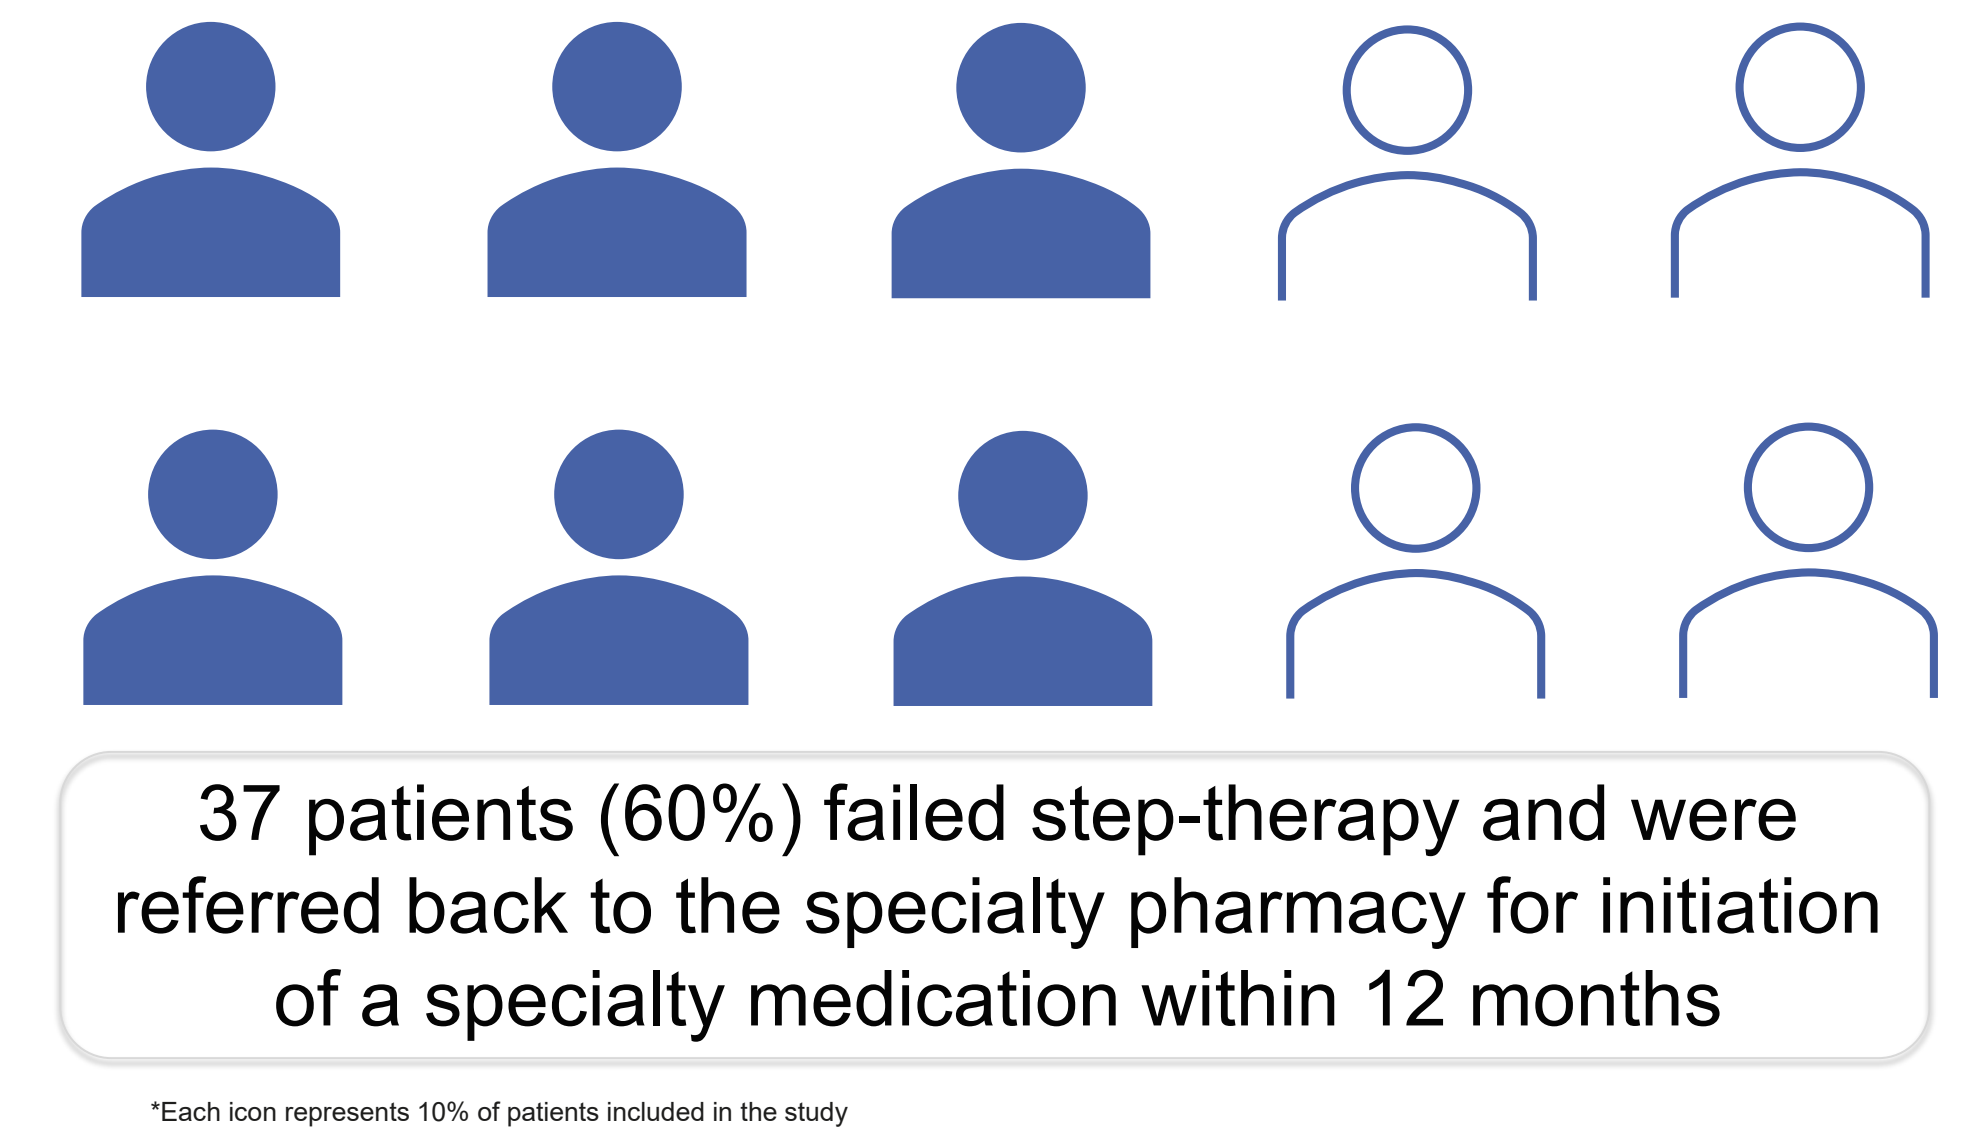 37 patients (60%) failed step-therapy and were
referred back to the specialty pharmacy for initiation
of a specialty medication within 12 months
*Each icon represents 10% of patients included in the study